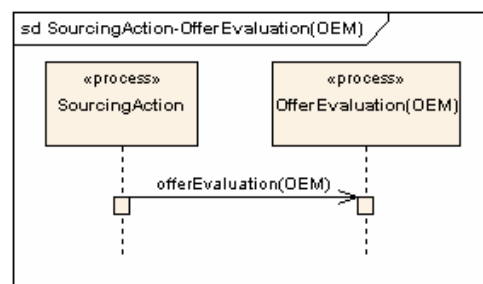 sd SourcingAction-OfferEvaluation(OEM)
«process»
SourcingAction
«process»
OfferEvaluation(OEM)
offerEvaluation(OEM)